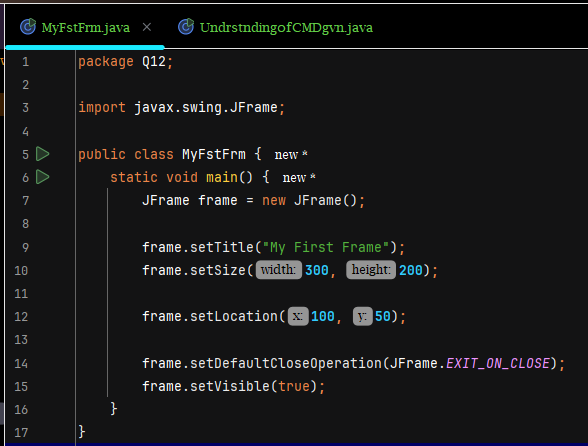 MyFstFrm.java × UndrstndingofCMDgvn.java
1 package Q12;
2
3 import javax.swing.JFrame;
4
5 public class MyFstFrm { new *
6 static void main() { new *
7 JFrame frame = new JFrame();
8
9 frame.setTitle("My First Frame");
10 frame.setSize( width: 300, height: 200);
11
12 frame.setLocation( x: 100, y: 50);
13
14 frame.setDefaultCloseOperation(JFrame.EXIT_ON_CLOSE);
15 frame.setVisible(true);
16 }
17 }